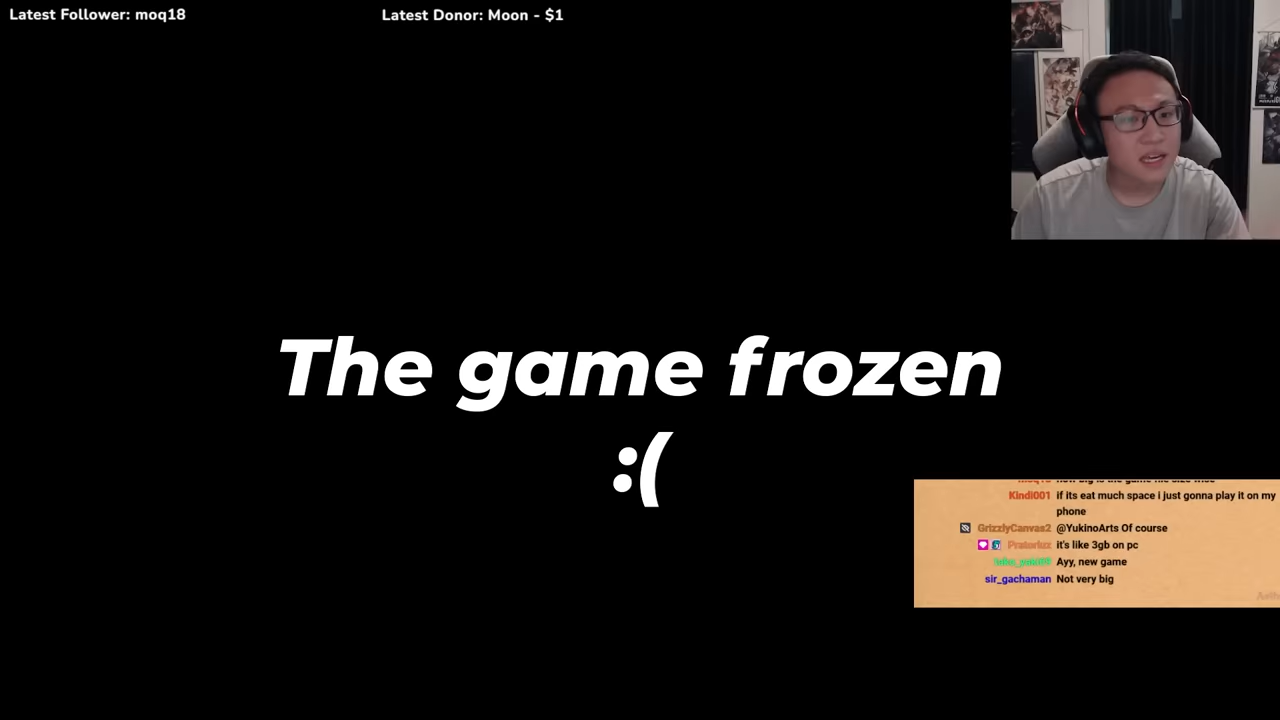 Latest Follower: moq18
Latest Donor: Moon - $1
The game frozen
:(
Kindi001 if its eat much space i just gonna play it on my
phone
GrizzlyCanvas2 @YukinoArts Of course
Pratorluz it's like 3gb on pc
Ayy, new game
sir_gachaman Not very big